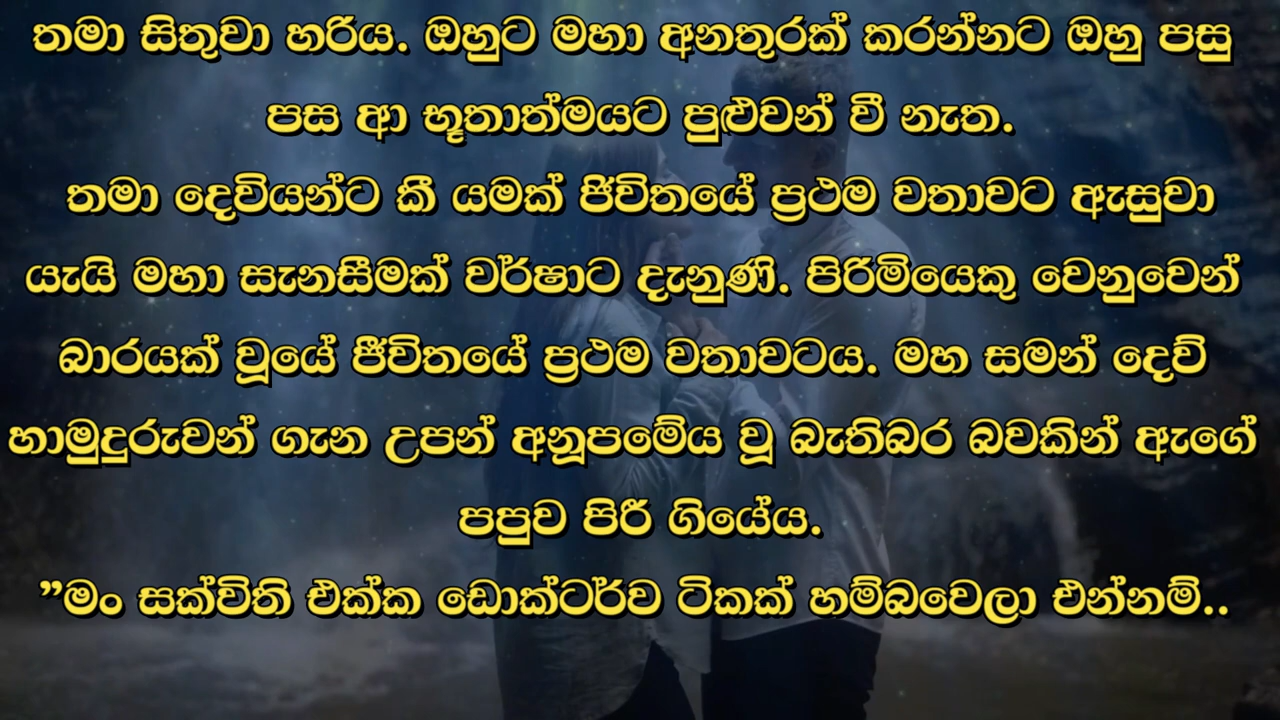 තමා සිතුවා හරිය. ඔහුට මහා අනතුරක් කරන්නට ඔහු පසු
පස ආ භූතාත්මයට පුළුවන් වී නැත.
තමා දෙවියන්ට කී යමක් ජීවිතයේ ප්‍රථම වතාවට ඇසුවා
යැයි මහා සැනසීමක් වර්ෂාට දැනුණි. පිරිමියෙකු වෙනුවෙන්
බාරයක් වූයේ ජීවිතයේ ප්‍රථම වතාවටය. මහ සමන් දෙව්
හාමුදුරුවන් ගැන උපන් අනූපමේය වූ බැතිබර බවකින් ඇගේ
පපුව පිරී ගියේය.
”මං සක්විති එක්ක ඩොක්ටර්ව ටිකක් හම්බවෙලා එන්නම්..